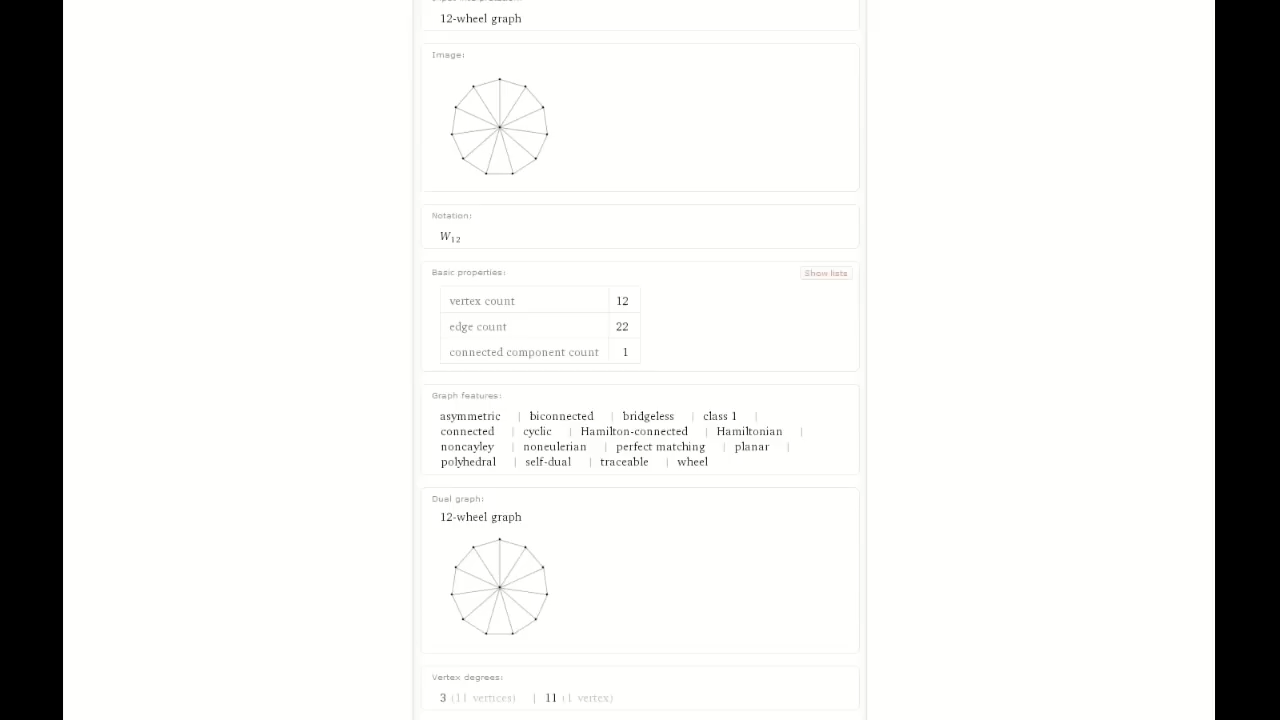 12-wheel graph
Image:
Notation:
W₁₂
Basic properties:
Show lists
vertex count 12
edge count 22
connected component count 1
Graph features:
asymmetric | biconnected | bridgeless | class 1 |
connected | cyclic | Hamilton-connected | Hamiltonian |
noncayley | noneulerian | perfect matching | planar |
polyhedral | self-dual | traceable | wheel
Dual graph:
12-wheel graph
Vertex degrees:
3 (11 vertices) | 11 (1 vertex)